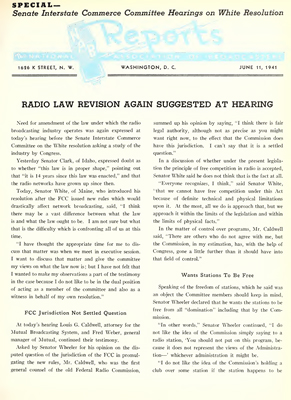 SPECIAL—
Senate Interstate Commerce Committee Hearings on White Resolution
NAB Reports
1626 K STREET, N. W. WASHINGTON, D. C. JUNE 11, 1941
RADIO LAW REVISION AGAIN SUGGESTED AT HEARING
Need for amendment of the law under which the radio
broadcasting industry operates was again expressed at
today's hearing before the Senate Interstate Commerce
Committee on the White resolution asking a study of the
industry by Congress.
Yesterday Senator Clark, of Idaho, expressed doubt as
to whether "this law is in proper shape," pointing out
that "it is 14 years since this law was enacted," and that
the radio networks have grown up since then.
Today, Senator White, of Maine, who introduced his
resolution after the FCC issued new rules which would
drastically affect network broadcasting, said, "I think
there may be a vast difference between what the law
is and what the law ought to be. I am not sure but what
that is the difficulty which is confronting all of us at this
time.
"I have thought the appropriate time for me to dis-
cuss that matter was when we meet in executive session.
I want to discuss that matter and give the committee
my views on what the law now is; but I have not felt that
I wanted to make my observations a part of the testimony
in the case because I do not like to be in the dual position
of acting as a member of the committee and also as a
witness in behalf of my own resolution."
FCC Jurisdiction Not Settled Question
At today's hearing Louis G. Caldwell, attorney for the
Mutual Broadcasting System, and Fred Weber, general
manager of Mutual, continued their testimony.
Asked by Senator Wheeler for his opinion on the dis-
puted question of the jurisdiction of the FCC in promul-
gating the new rules, Mr. Caldwell, who was the first
general counsel of the old Federal Radio Commission,
summed up his opinion by saying, "I think there is fair
legal authority, although not as precise as you might
want right now, to the effect that the Commission does
have this jurisdiction. I can't say that it is a settled
question."
In a discussion of whether under the present legisla-
tion the principle of free competition in radio is accepted,
Senator White said he does not think that is the fact at all.
"Everyone recognizes, I think," said Senator White,
"that we cannot have free competition under this Act
because of definite technical and physical limitations
upon it. At the most, all we do is approach that, but we
approach it within the limits of the legislation and within
the limits of physical facts."
In the matter of control over programs, Mr. Caldwell
said, "There are others who do not agree with me, but
the Commission, in my estimation, has, with the help of
Congress, gone a little further than it should have into
that field of control."
Wants Stations To Be Free
Speaking of the freedom of stations, which he said was
an object the Committee members should keep in mind,
Senator Wheeler declared that he wants the stations to be
free from all "domination" including that by the Com-
mission.
"In other words," Senator Wheeler continued, "I do
not like the idea of the Commission simply saying to a
radio station, 'You should not put on this program, be-
cause it does not represent the views of the Administra-
tion—' whichever administration it might be.
"I do not like the idea of the Commission's holding a
club over some station if the station happens to be